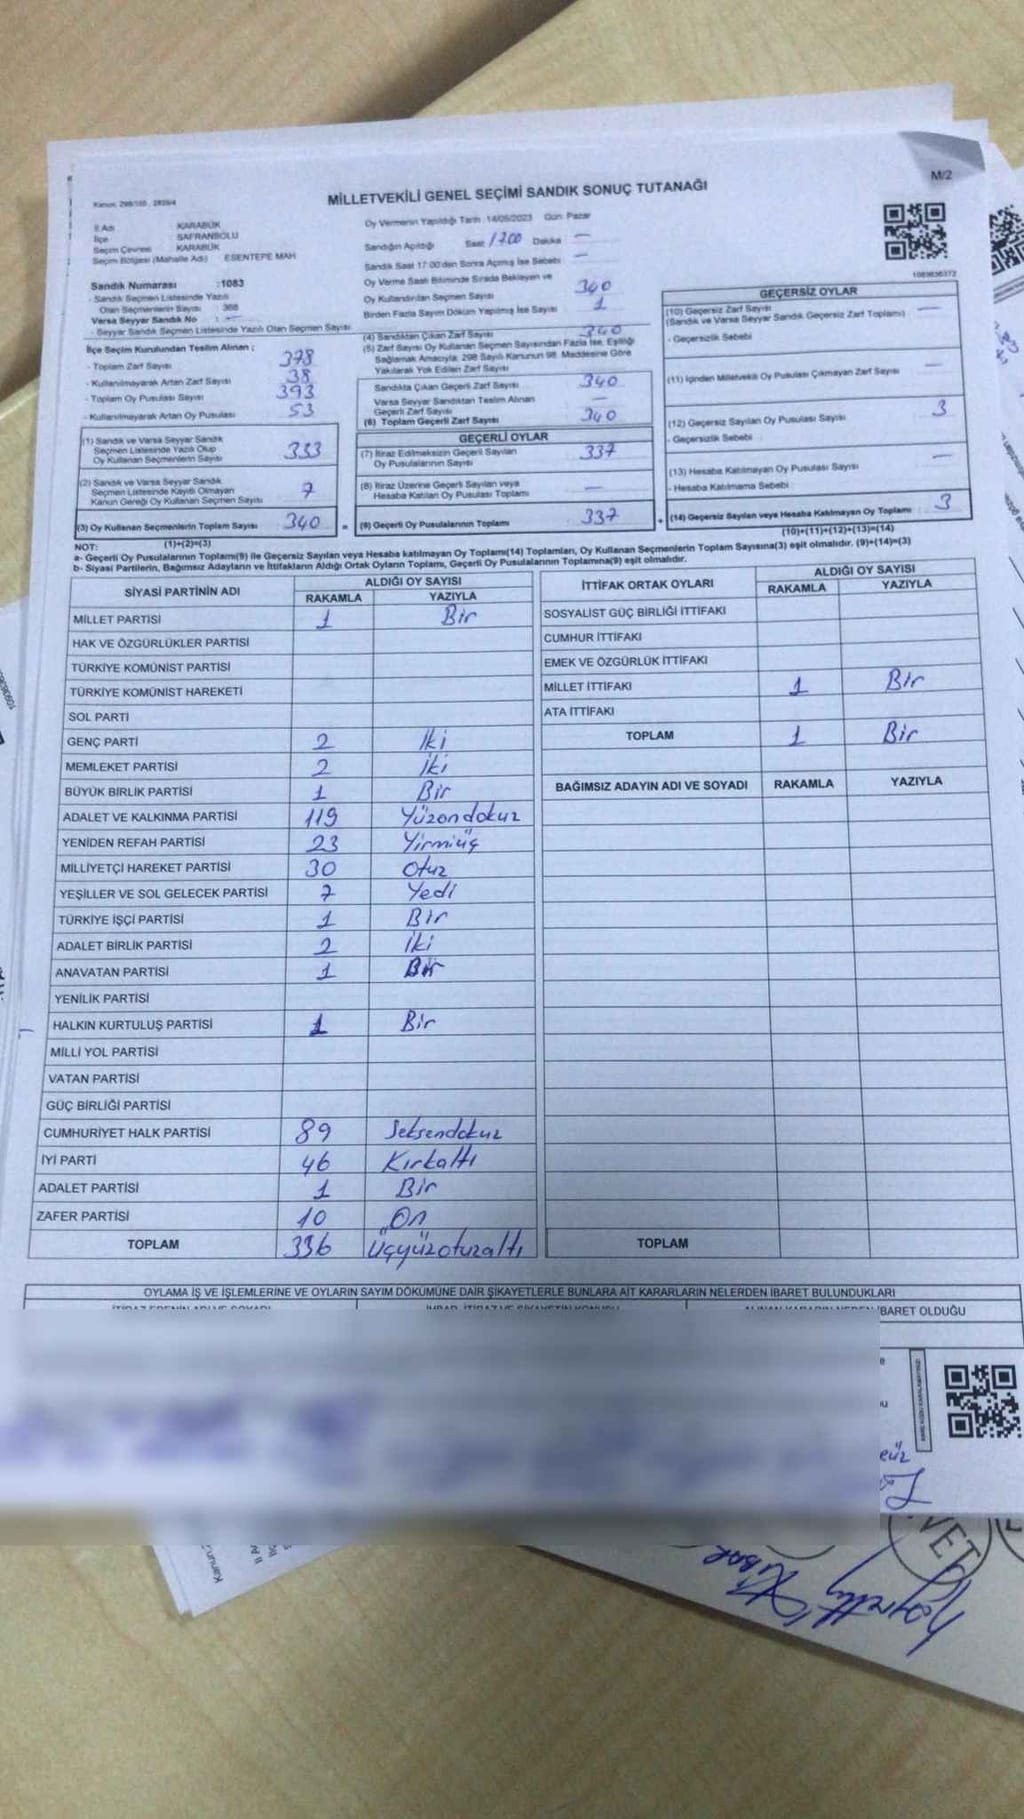 M/2
MİLLETVEKİLİ GENEL SEÇİMİ SANDIK SONUÇ TUTANAĞI
İl Adı KARABÜK
İlçe SAFRANBOLU
Seçim Çevresi KARABÜK
Seçim Bölgesi (Mahalle Adı) ESENTEPE MAH
Sandık Numarası :1083
- Sandık Seçmen Listesinde Yazılı
Olan Seçmenlerin Sayısı 368
Varsa Seyyar Sandık No : —
- Seyyar Sandık Seçmen Listesinde Yazılı Olan Seçmen Sayısı
İlçe Seçim Kurulundan Teslim Alınan ;
- Toplam Zarf Sayısı 378
- Kullanılmayarak Artan Zarf Sayısı 38
- Toplam Oy Pusulası Sayısı 393
- Kullanılmayarak Artan Oy Pusulası 53
(1) Sandık ve Varsa Seyyar Sandık
Seçmen Listesinde Yazılı Olup
Oy Kullanan Seçmenlerin Sayısı 333
(2) Sandık ve Varsa Seyyar Sandık
Seçmen Listesinde Kayıtlı Olmayan
Kanun Gereği Oy Kullanan Seçmen Sayısı 7
(3) Oy Kullanan Seçmenlerin Toplam Sayısı 340
(1)+(2)=(3)
Oy Vermenin Yapıldığı Tarih : 14/05/2023 Gün: Pazar
Sandığın Açıldığı Saat 17.00 Dakika —
Sandık Saat 17:00'den Sonra Açılmış İse Sebebi —
Oy Verme Saati Bitiminde Sırada Bekleyen ve
Oy Kullandırılan Seçmen Sayısı 340
Birden Fazla Sayım Döküm Yapılmış İse Sayısı 1
(4) Sandıktan Çıkan Zarf Sayısı 340
(5) Zarf Sayısı Oy Kullanan Seçmen Sayısından Fazla İse, Eşitliği
Sağlamak Amacıyla; 298 Sayılı Kanunun 98. Maddesine Göre
Yakılarak Yok Edilen Zarf Sayısı
Sandıkta Çıkan Geçerli Zarf Sayısı 340
Varsa Seyyar Sandıktan Teslim Alınan
Geçerli Zarf Sayısı —
(6) Toplam Geçerli Zarf Sayısı 340
GEÇERLİ OYLAR
(7) İtiraz Edilmeksizin Geçerli Sayılan
Oy Pusulalarının Sayısı 337
(8) İtiraz Üzerine Geçerli Sayılan veya
Hesaba Katılan Oy Pusulaları Toplamı —
= (9) Geçerli Oy Pusulalarının Toplamı 337
1083636372
GEÇERSİZ OYLAR
(10) Geçersiz Zarf Sayısı
(Sandık ve Varsa Seyyar Sandık Geçersiz Zarf Toplamı) —
- Geçersizlik Sebebi
(11) İçinden Milletvekili Oy Pusulası Çıkmayan Zarf Sayısı —
(12) Geçersiz Sayılan Oy Pusulası Sayısı 3
- Geçersizlik Sebebi :
(13) Hesaba Katılmayan Oy Pusulası Sayısı —
- Hesaba Katılmama Sebebi :
+ (14) Geçersiz Sayılan veya Hesaba Katılmayan Oy Toplamı : 3
(10)+(11)+(12)+(13)=(14)
NOT:
a- Geçerli Oy Pusulalarının Toplamı(9) ile Geçersiz Sayılan veya Hesaba katılmayan Oy Toplamı(14) Toplamları, Oy Kullanan Seçmenlerin Toplam Sayısına(3) eşit olmalıdır. (9)+(14)=(3)
b- Siyasi Partilerin, Bağımsız Adayların ve İttifakların Aldığı Ortak Oyların Toplamı, Geçerli Oy Pusulalarının Toplamına(9) eşit olmalıdır.
SİYASİ PARTİNİN ADI ALDIĞI OY SAYISI
RAKAMLA YAZIYLA
MİLLET PARTİSİ 1 Bir
HAK VE ÖZGÜRLÜKLER PARTİSİ
TÜRKİYE KOMÜNİST PARTİSİ
TÜRKİYE KOMÜNİST HAREKETİ
SOL PARTİ
GENÇ PARTİ 2 İki
MEMLEKET PARTİSİ 2 İki
BÜYÜK BİRLİK PARTİSİ 1 Bir
ADALET VE KALKINMA PARTİSİ 119 Yüzondokuz
YENİDEN REFAH PARTİSİ 23 Yirmiüç
MİLLİYETÇİ HAREKET PARTİSİ 30 Otuz
YEŞİLLER VE SOL GELECEK PARTİSİ 7 Yedi
TÜRKİYE İŞÇİ PARTİSİ 1 Bir
ADALET BİRLİK PARTİSİ 2 İki
ANAVATAN PARTİSİ 1 Bir
YENİLİK PARTİSİ
HALKIN KURTULUŞ PARTİSİ 1 Bir
MİLLİ YOL PARTİSİ
VATAN PARTİSİ
GÜÇ BİRLİĞİ PARTİSİ
CUMHURİYET HALK PARTİSİ 89 Seksendokuz
İYİ PARTİ 46 Kırkaltı
ADALET PARTİSİ 1 Bir
ZAFER PARTİSİ 10 On
TOPLAM 336 Üçyüzotuzaltı
İTTİFAK ORTAK OYLARI ALDIĞI OY SAYISI
RAKAMLA YAZIYLA
SOSYALİST GÜÇ BİRLİĞİ İTTİFAKI
CUMHUR İTTİFAKI
EMEK VE ÖZGÜRLÜK İTTİFAKI
MİLLET İTTİFAKI 1 Bir
ATA İTTİFAKI
TOPLAM 1 Bir
BAĞIMSIZ ADAYIN ADI VE SOYADI RAKAMLA YAZIYLA
TOPLAM
OYLAMA İŞ VE İŞLEMLERİNE VE OYLARIN SAYIM DÖKÜMÜNE DAİR ŞİKAYETLERLE BUNLARA AİT KARARLARIN NELERDEN İBARET BULUNDUKLARI
İBARET OLDUĞU